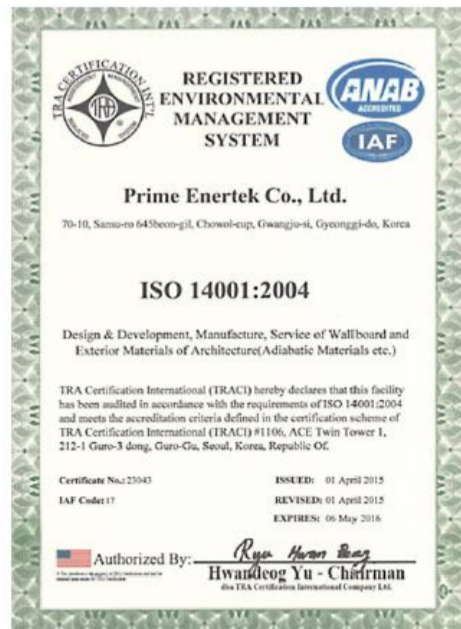 TRA CERTIFICATION INT'L
TRA
REGISTERED
ENVIRONMENTAL
MANAGEMENT
SYSTEM
ANAB
ACCREDITED
IAF
Prime Enertek Co., Ltd.
70-10, Samsu-ro 645beon-gil, Chowol-eup, Gwangju-si, Gyeonggi-do, Korea
ISO 14001:2004
Design & Development, Manufacture, Service of Wallboard and
Exterior Materials of Architecture(Adiabatic Materials etc.)
TRA Certification International (TRACI) hereby declares that this facility
has been audited in accordance with the requirements of ISO 14001:2004
and meets the accreditation criteria defined in the certification scheme of
TRA Certification International (TRACI) #1106, ACE Twin Tower 1,
212-1 Guro-3 dong, Guro-Gu, Seoul, Korea, Republic Of.
Certificate No.: 23043
ISSUED: 01 April 2015
IAF Code: 17
REVISED: 01 April 2015
EXPIRES: 06 May 2016
Authorized By:
Hwandeog Yu - Chairman
dba TRA Certification International Company Ltd.